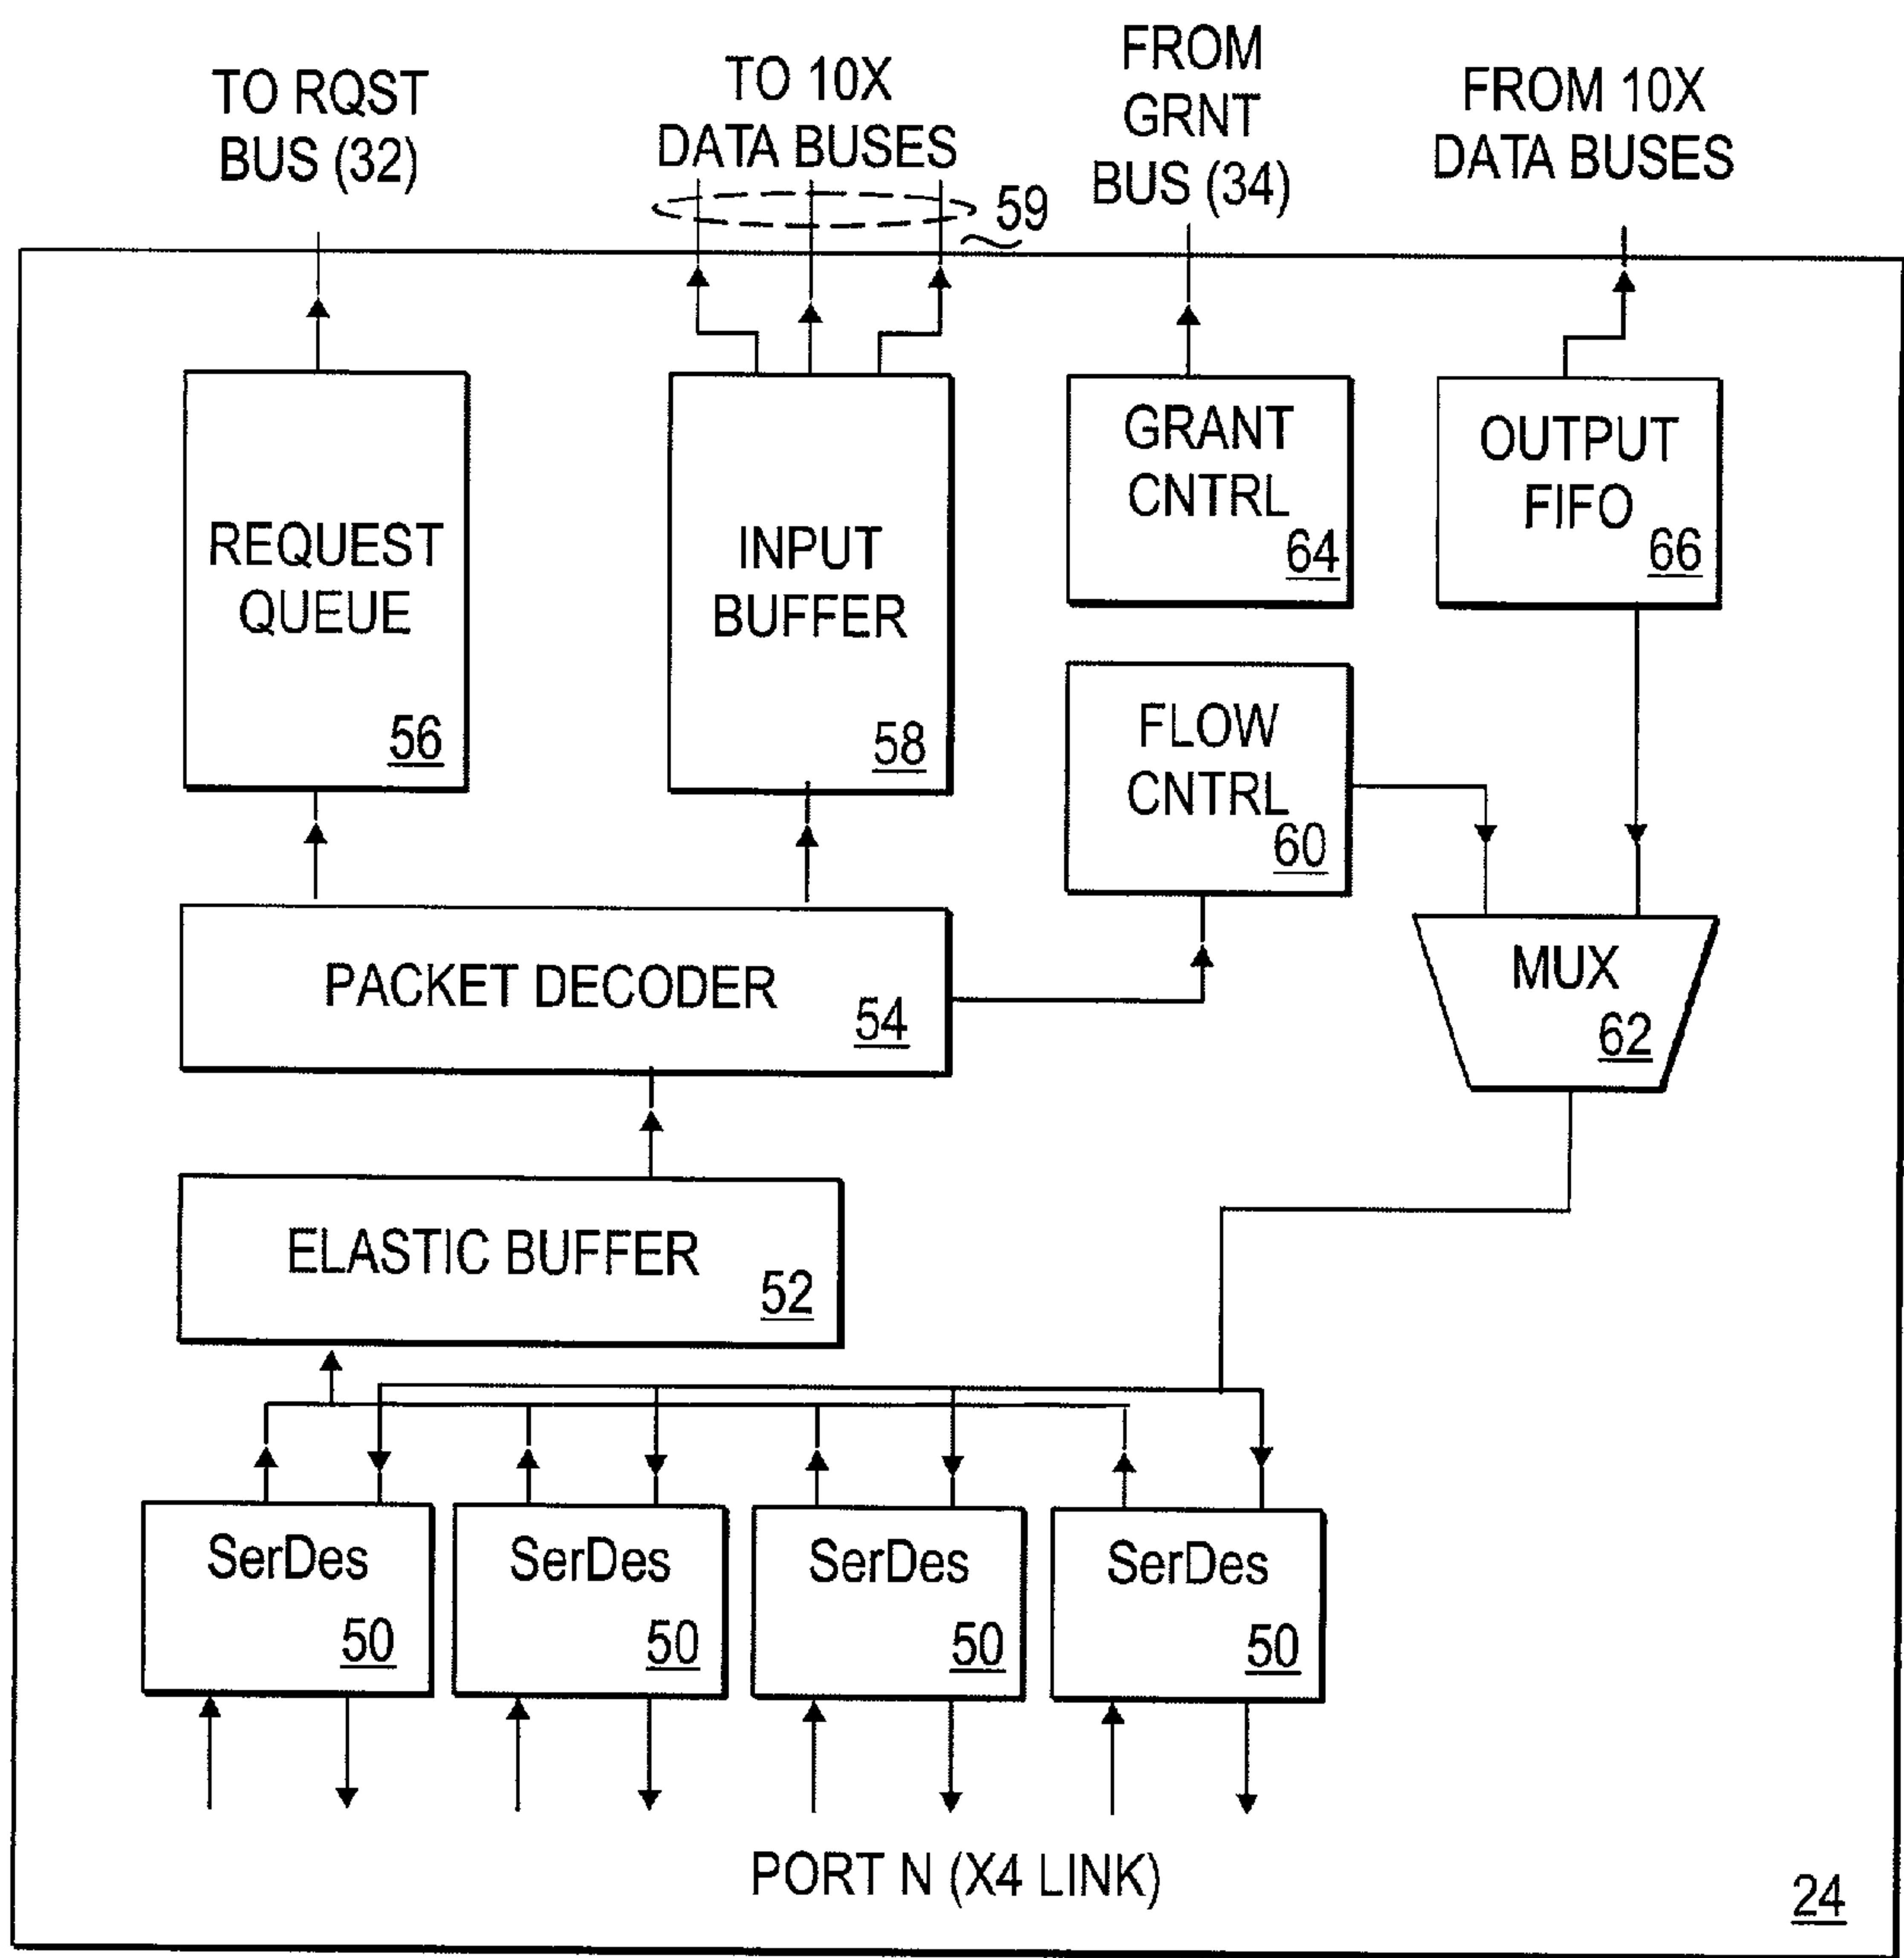 TO RQST
BUS (32)
TO 10X
DATA BUSES
FROM
GRNT
BUS (34)
FROM 10X
DATA BUSES
59
REQUEST
QUEUE
56
INPUT
BUFFER
58
GRANT
CNTRL
64
OUTPUT
FIFO
66
FLOW
CNTRL
60
PACKET DECODER
54
MUX
62
ELASTIC BUFFER
52
SerDes
50
SerDes
50
SerDes
50
SerDes
50
PORT N (X4 LINK)
24